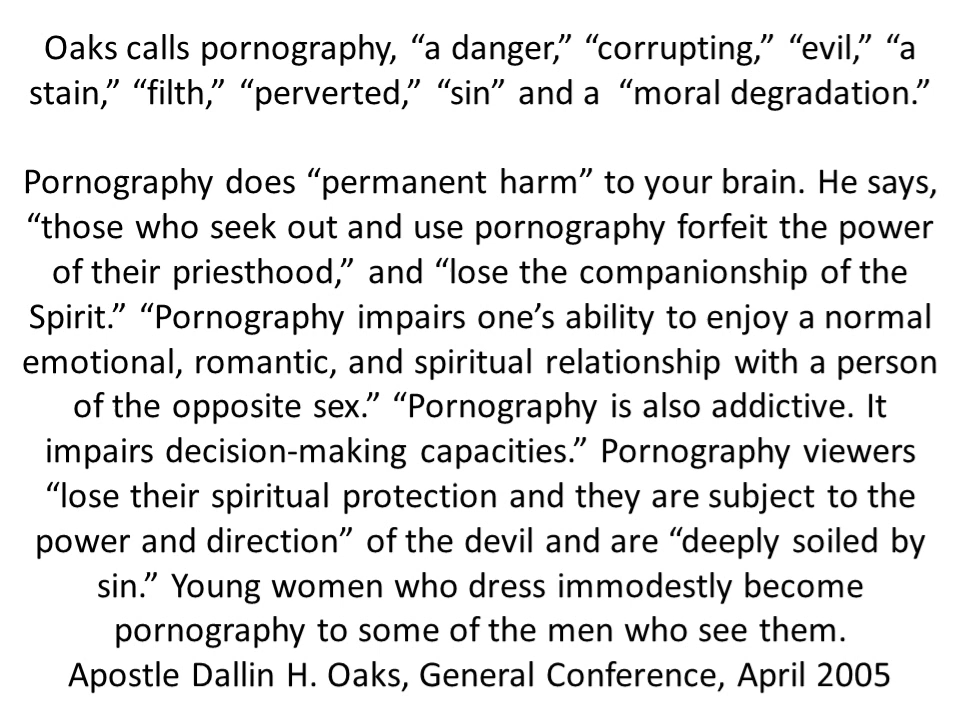 Oaks calls pornography, “a danger,” “corrupting,” “evil,” “a
stain,” “filth,” “perverted,” “sin” and a “moral degradation.”
Pornography does “permanent harm” to your brain. He says,
“those who seek out and use pornography forfeit the power
of their priesthood,” and “lose the companionship of the
Spirit.” “Pornography impairs one’s ability to enjoy a normal
emotional, romantic, and spiritual relationship with a person
of the opposite sex.” “Pornography is also addictive. It
impairs decision-making capacities.” Pornography viewers
“lose their spiritual protection and they are subject to the
power and direction” of the devil and are “deeply soiled by
sin.” Young women who dress immodestly become
pornography to some of the men who see them.
Apostle Dallin H. Oaks, General Conference, April 2005